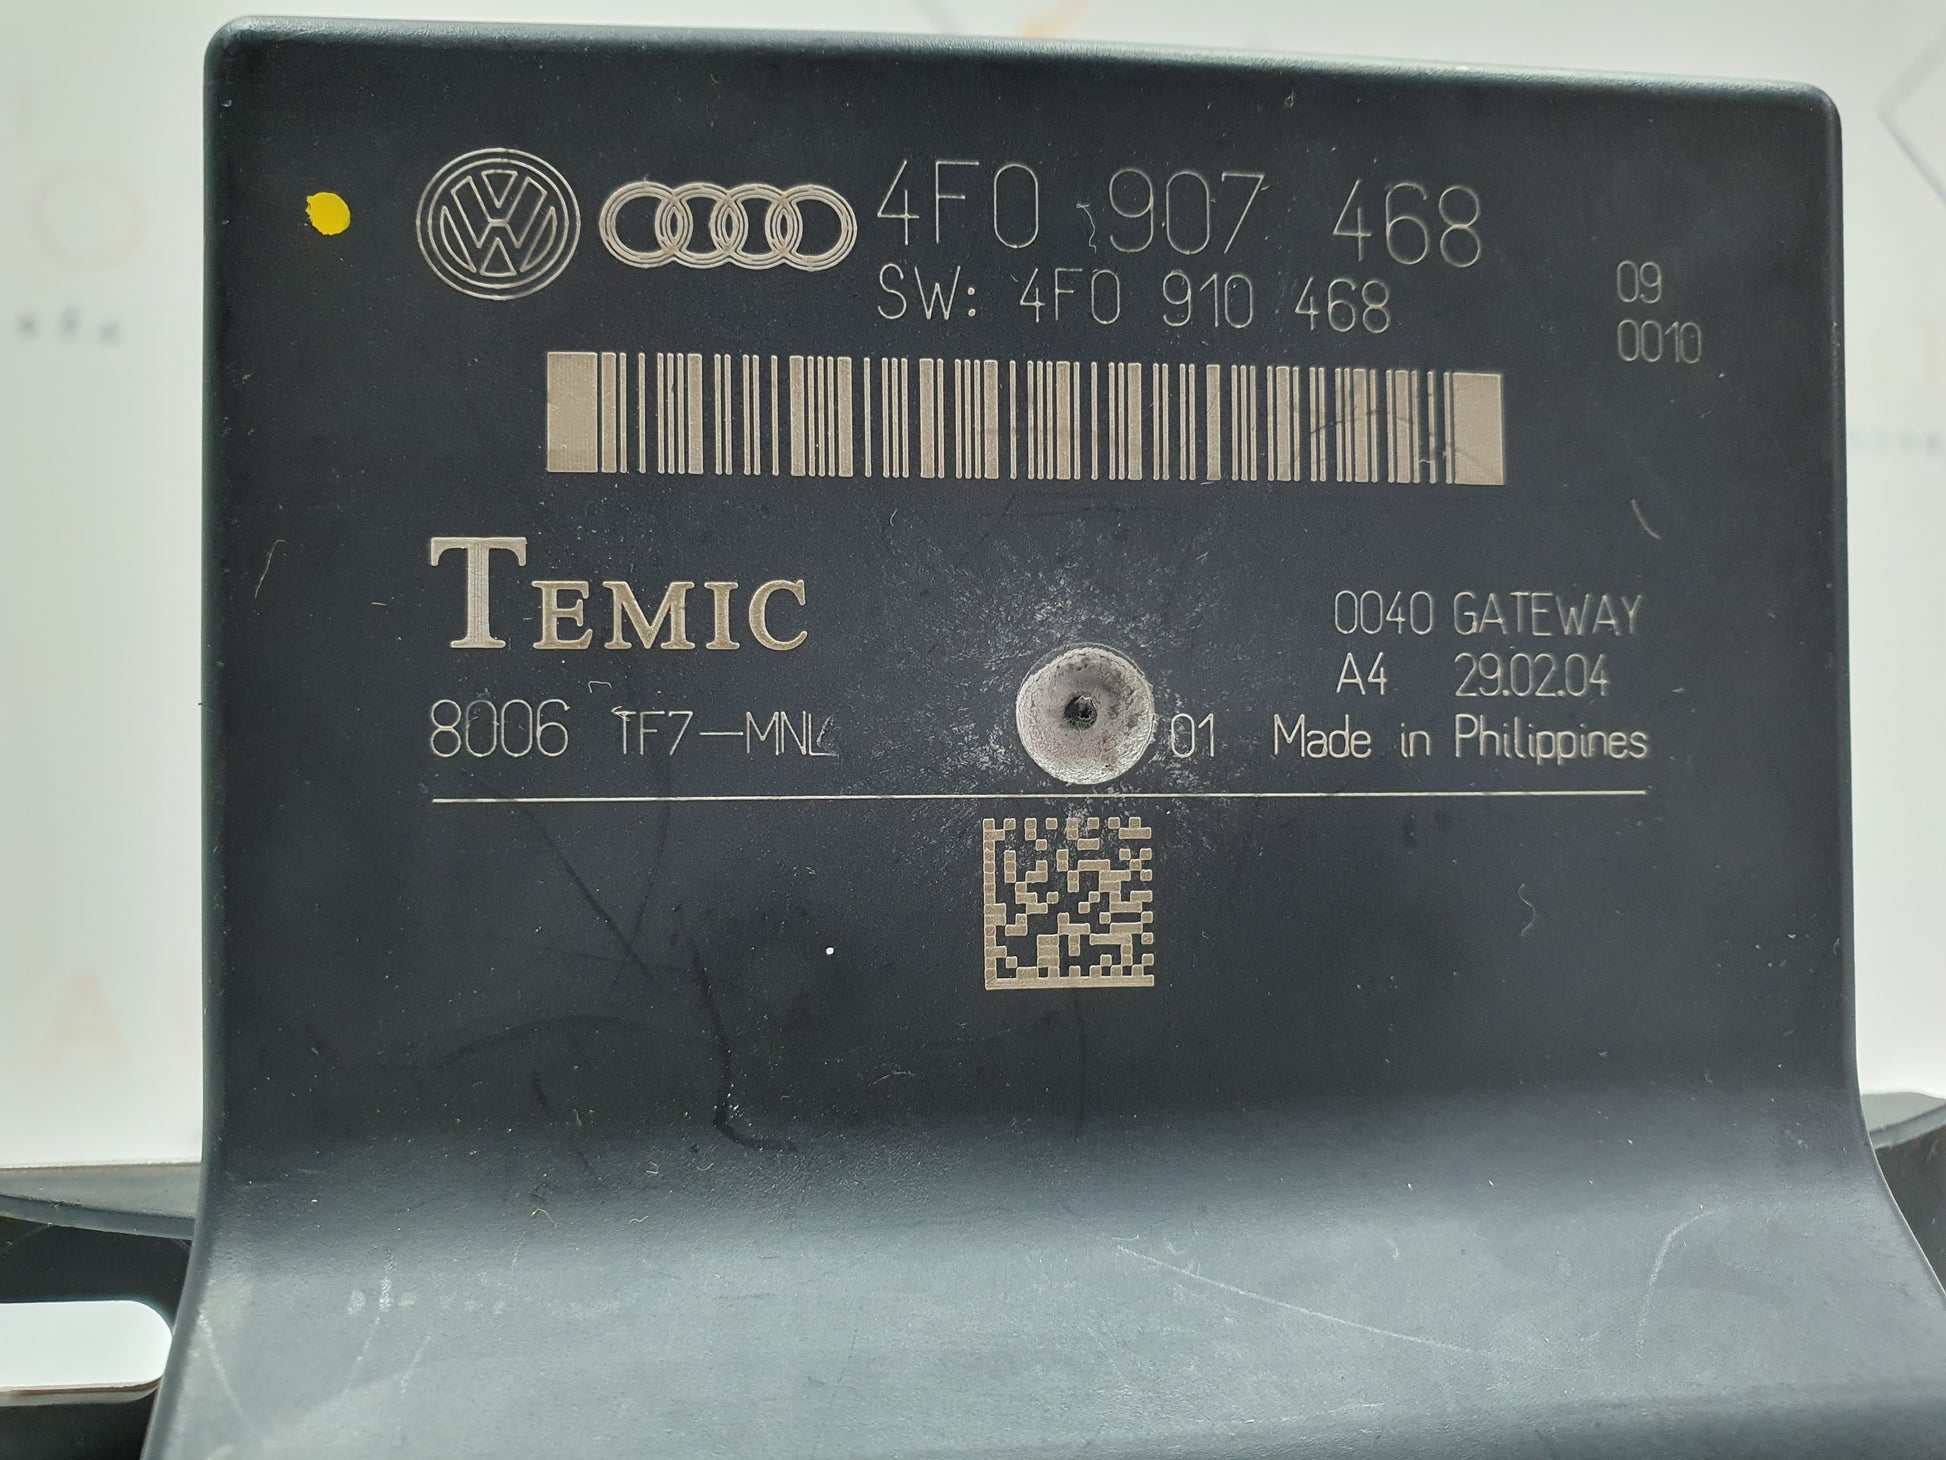 4F0 907 468
SW: 4F0 910 468
09
0010
TEMIC
0040 GATEWAY
A4 29.02.04
8006 TF7-MNL 01 Made in Philippines